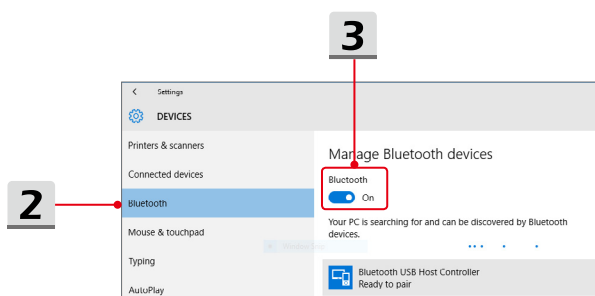 3
Settings
DEVICES
Printers & scanners
Connected devices
Bluetooth
Mouse & touchpad
Typing
AutoPlay
2
Manage Bluetooth devices
Bluetooth
On
Your PC is searching for and can be discovered by Bluetooth
devices.
Bluetooth USB Host Controller
Ready to pair